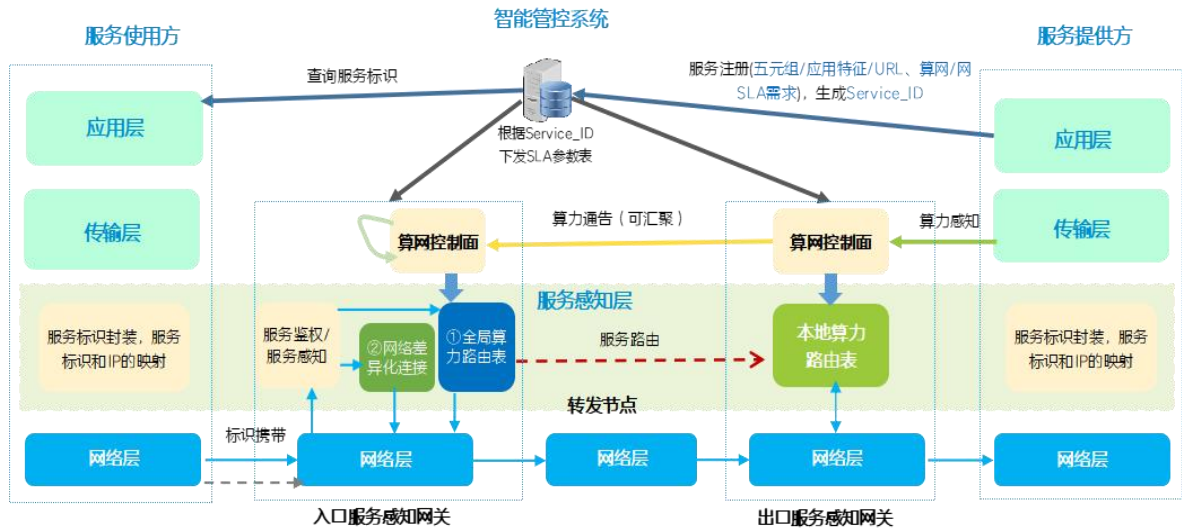 智能管控系统
服务使用方
服务提供方
查询服务标识
服务注册(五元组/应用特征/URL、算网/网
SLA需求)，生成Service_ID
根据Service_ID
下发SLA参数表
应用层
应用层
传输层
算网控制面
算力通告（可汇聚）
算网控制面
算力感知
传输层
服务感知层
服务标识封装，服务
标识和IP的映射
服务鉴权/
服务感知
②网络差
异化连接
①全局算
力路由表
服务路由
本地算力
路由表
服务标识封装，服务
标识和IP的映射
转发节点
标识携带
网络层
网络层
网络层
网络层
网络层
入口服务感知网关
出口服务感知网关